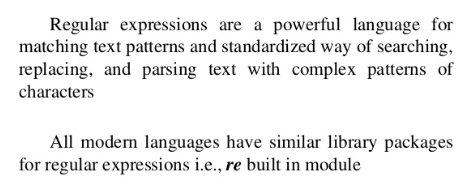 Regular expressions are a powerful language for
matching text patterns and standardized way of searching,
replacing, and parsing text with complex patterns of
characters
All modern languages have similar library packages
for regular expressions i.e., re built in module